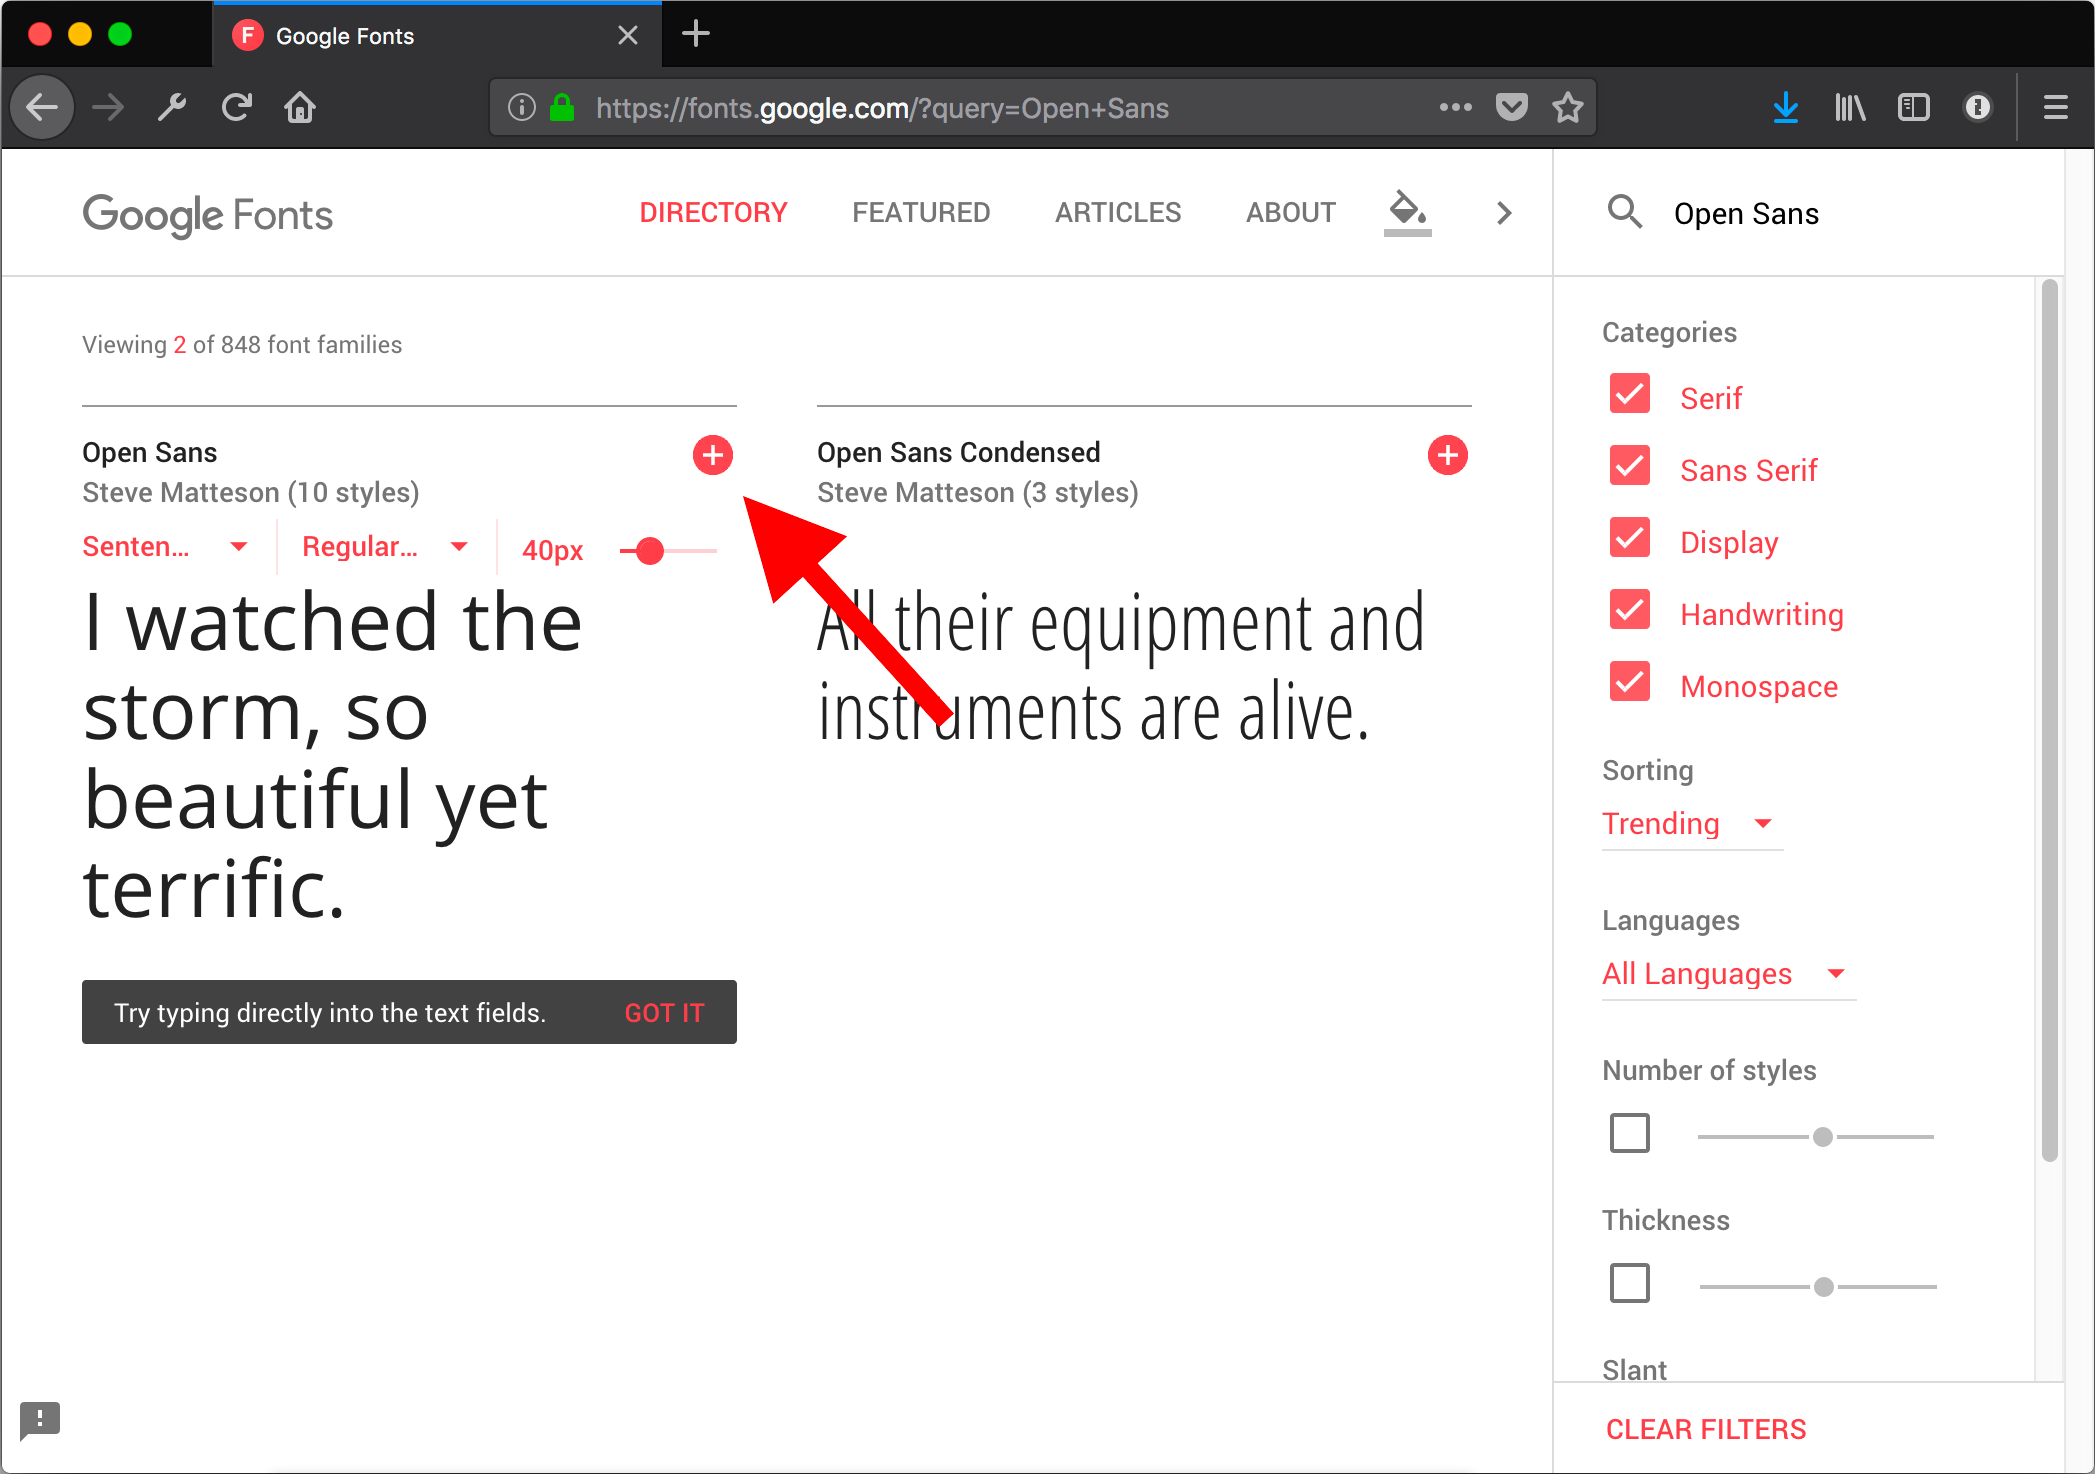 F Google Fonts
https://fonts.google.com/?query=Open+Sans
Google Fonts
DIRECTORY
FEATURED
ARTICLES
ABOUT
Open Sans
Viewing 2 of 848 font families
Open Sans
Steve Matteson (10 styles)
Senten...
Regular...
40px
I watched the
storm, so
beautiful yet
terrific.
Try typing directly into the text fields.
GOT IT
Open Sans Condensed
Steve Matteson (3 styles)
All their equipment and
instruments are alive.
Categories
Serif
Sans Serif
Display
Handwriting
Monospace
Sorting
Trending
Languages
All Languages
Number of styles
Thickness
Slant
CLEAR FILTERS